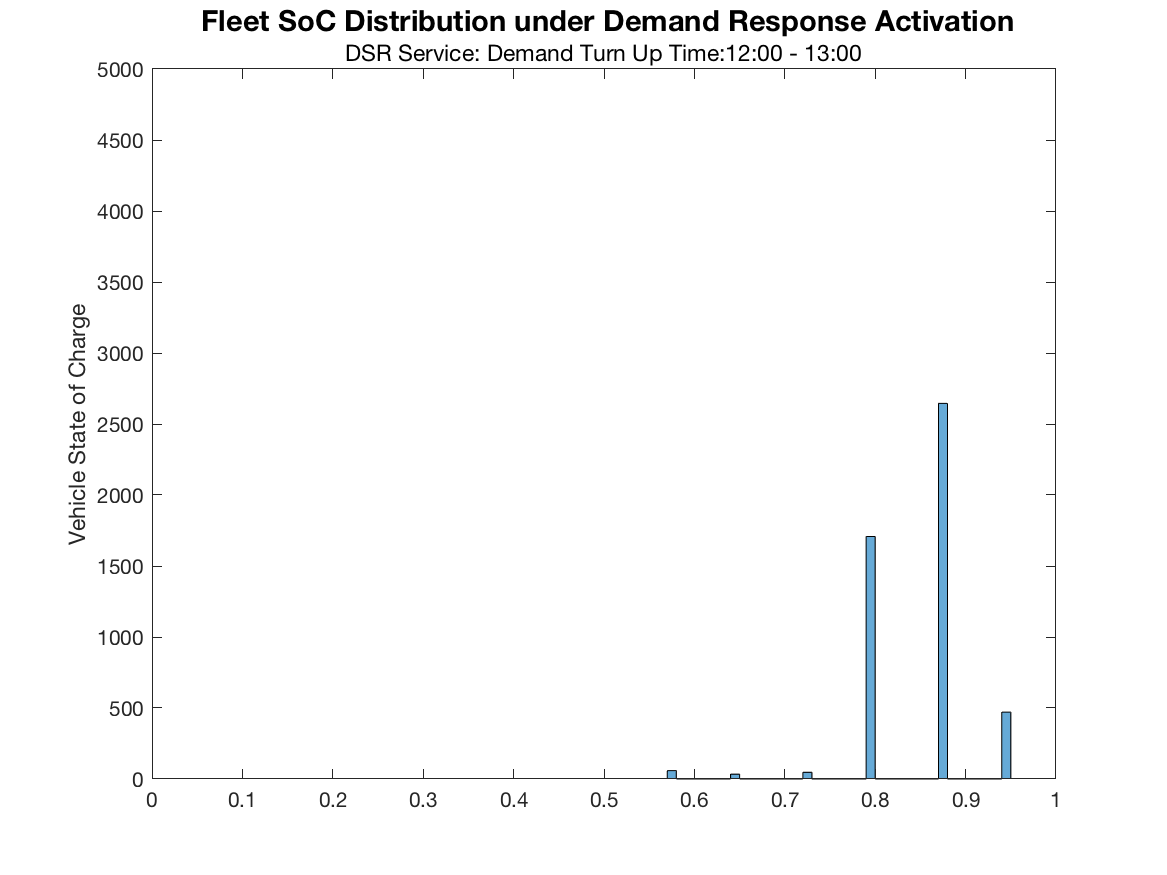 Fleet SoC Distribution under Demand Response Activation
DSR Service: Demand Turn Up Time:12:00 - 13:00
5000
4500
4000
3500
3000
2500
2000
1500
1000
500
0
Vehicle State of Charge
0 0.1 0.2 0.3 0.4 0.5 0.6 0.7 0.8 0.9 1